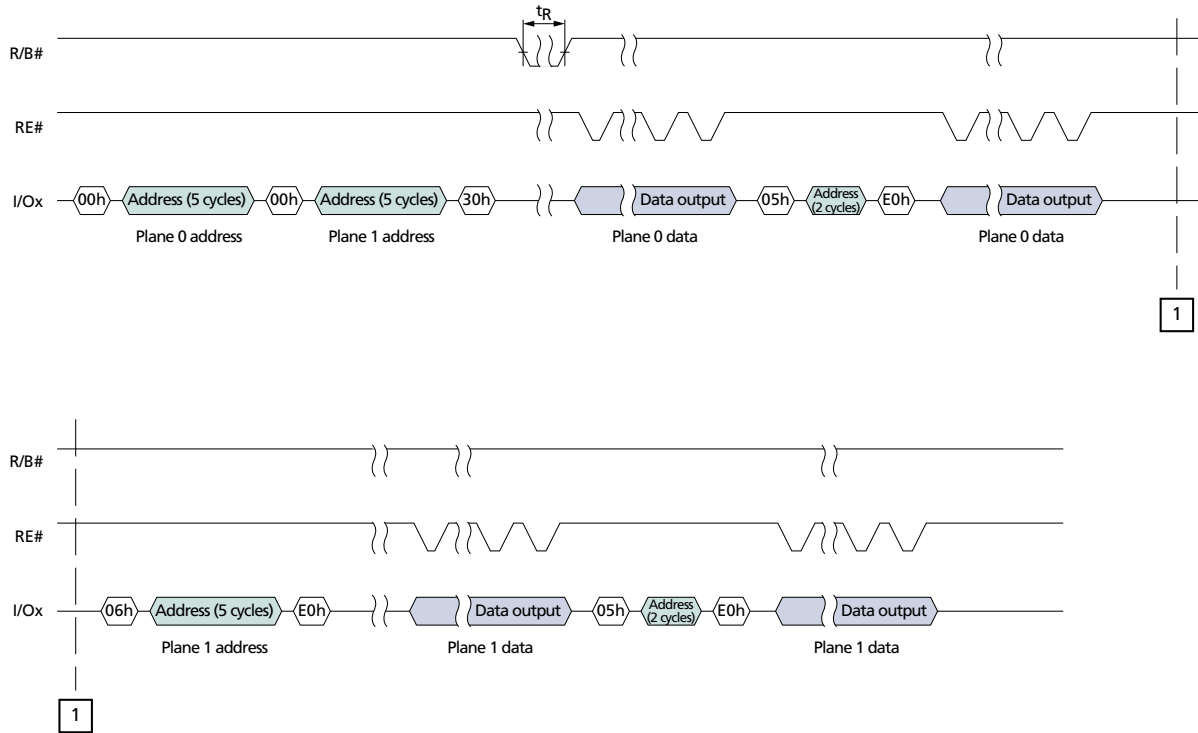 tR
R/B#
RE#
I/Ox 00h Address (5 cycles) 00h Address (5 cycles) 30h Data output 05h Address (2 cycles) E0h Data output
Plane 0 address Plane 1 address Plane 0 data Plane 0 data
1
R/B#
RE#
I/Ox 06h Address (5 cycles) E0h Data output 05h Address (2 cycles) E0h Data output
Plane 1 address Plane 1 data Plane 1 data
1